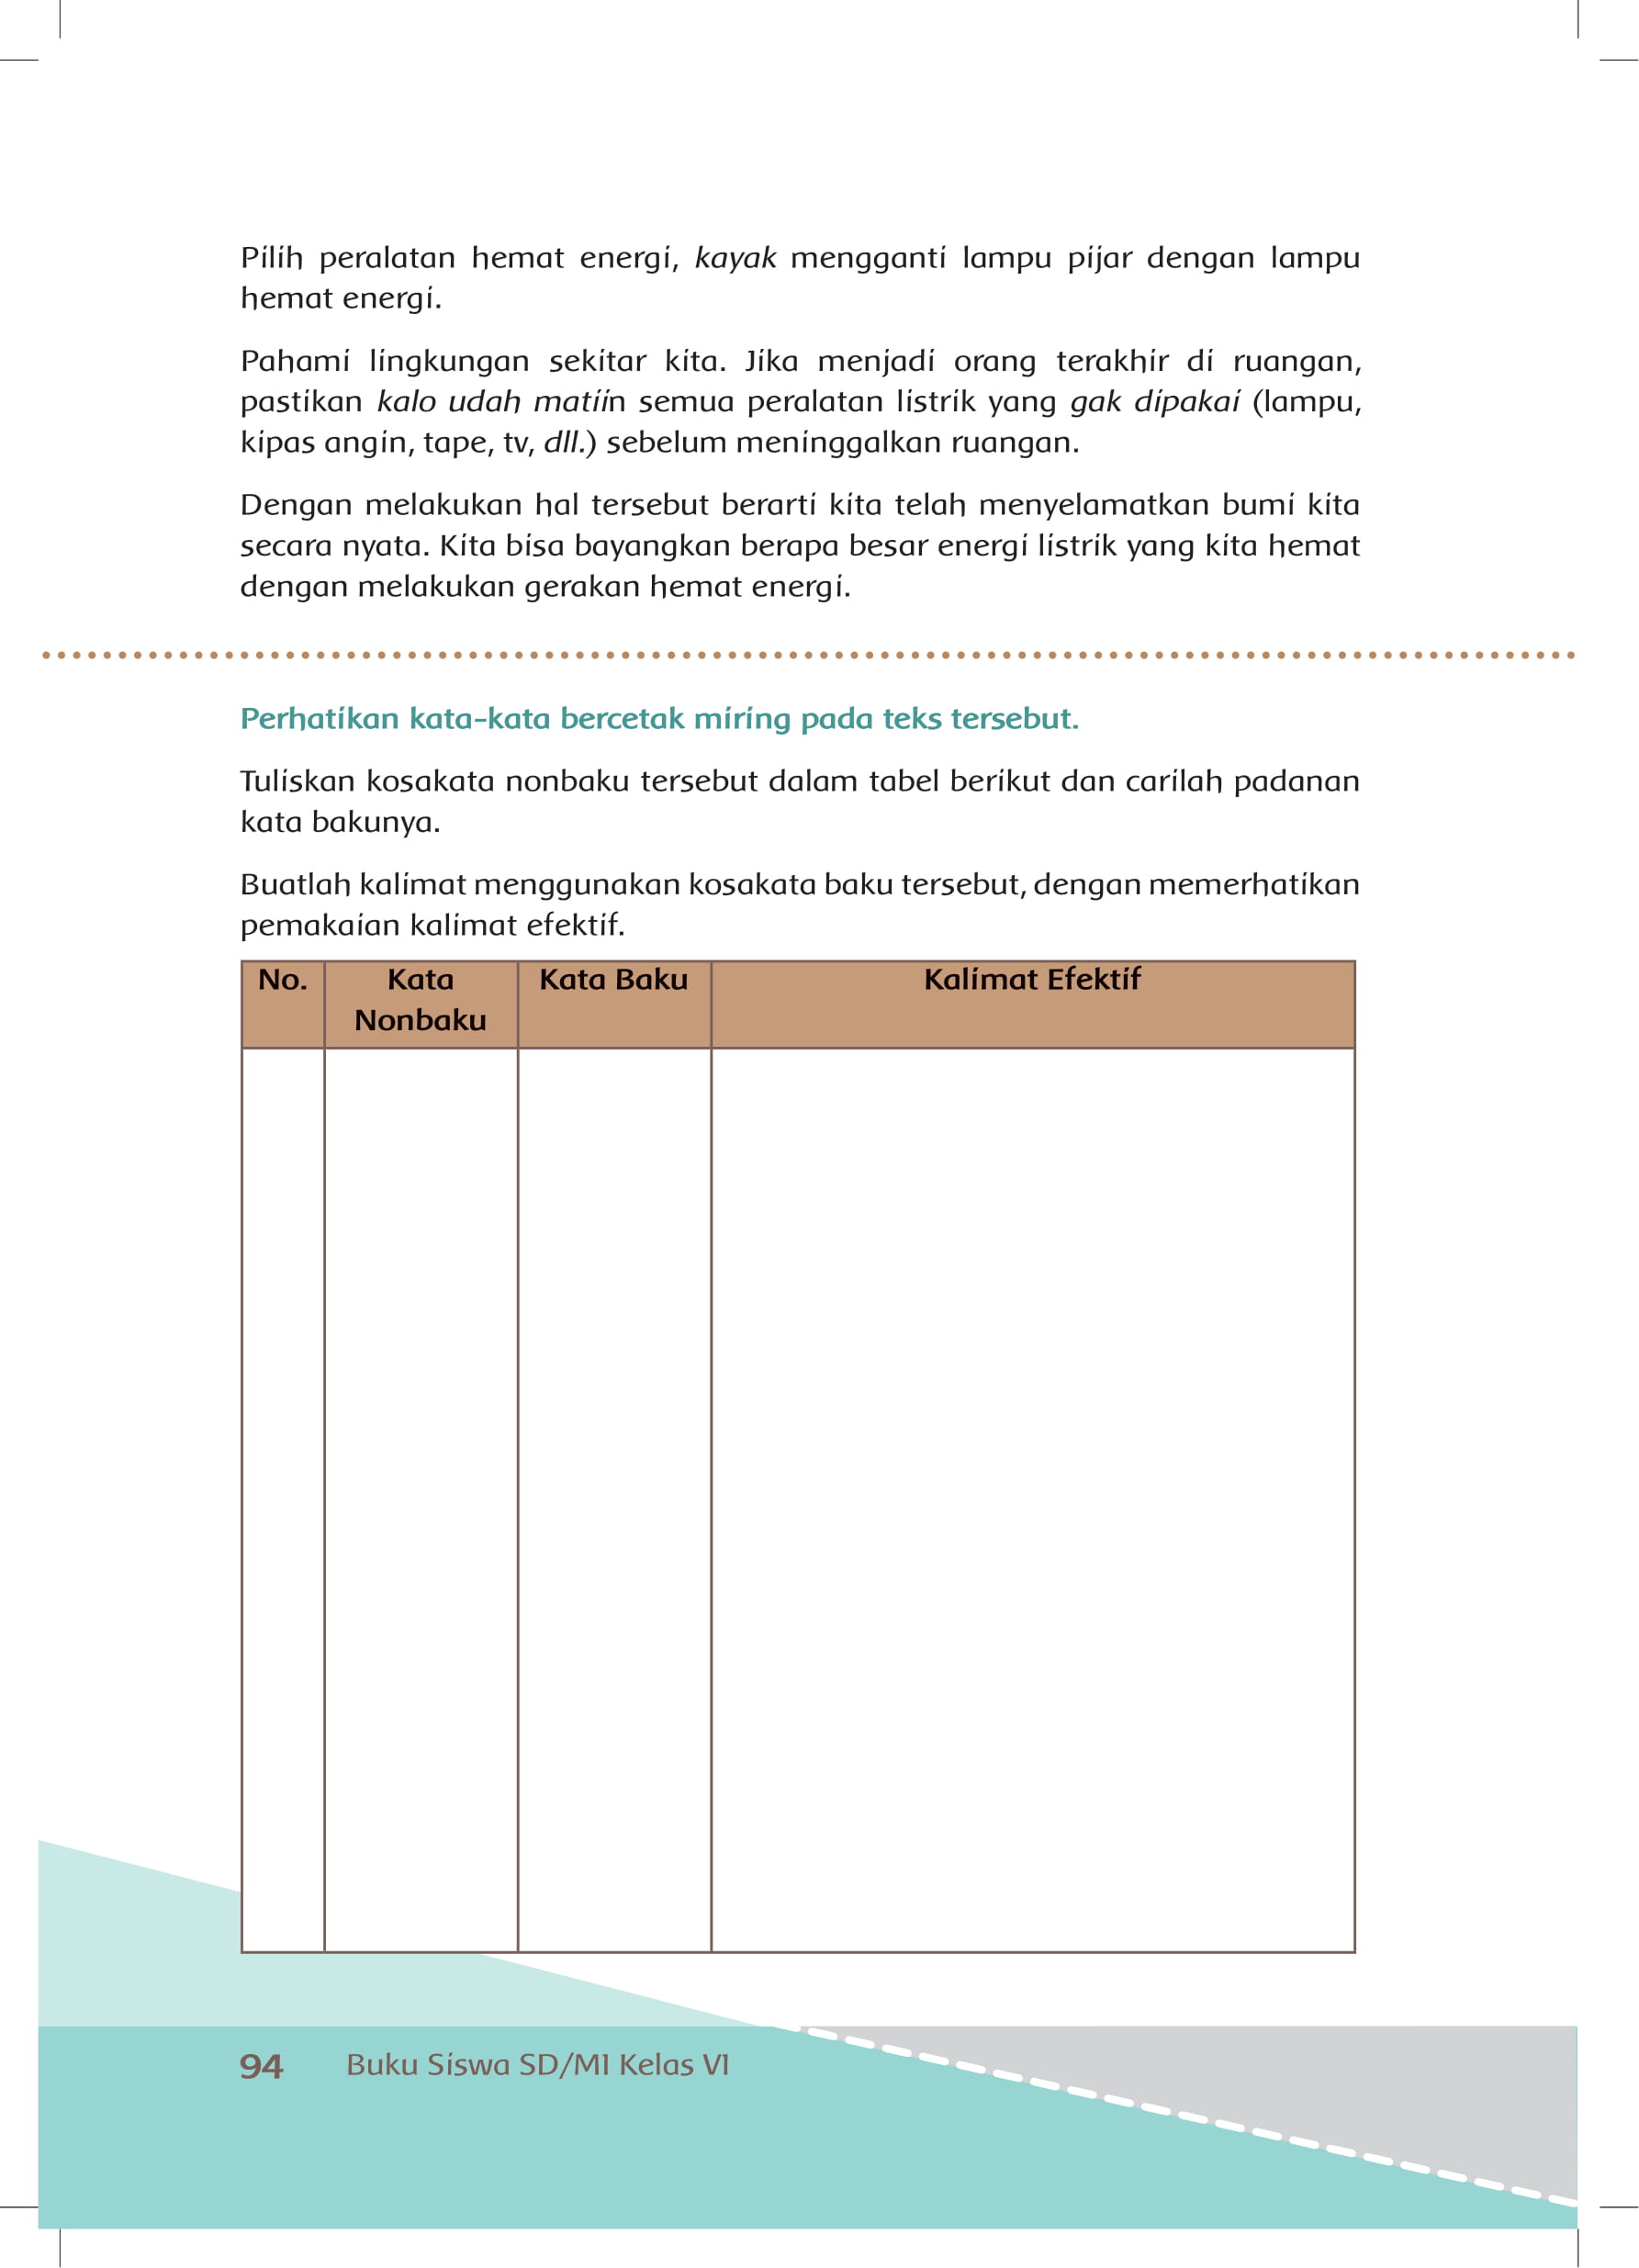 Pilih peralatan hemat energi, kayak mengganti lampu pijar dengan lampu
hemat energi.
Pahami lingkungan sekitar kita. Jika menjadi orang terakhir di ruangan,
pastikan kalo udah matiin semua peralatan listrik yang gak dipakai (lampu,
kipas angin, tape, tv, dll.) sebelum meninggalkan ruangan.
Dengan melakukan hal tersebut berarti kita telah menyelamatkan bumi kita
secara nyata. Kita bisa bayangkan berapa besar energi listrik yang kita hemat
dengan melakukan gerakan hemat energi.
Perhatikan kata-kata bercetak miring pada teks tersebut.
Tuliskan kosakata nonbaku tersebut dalam tabel berikut dan carilah padanan
kata bakunya.
Buatlah kalimat menggunakan kosakata baku tersebut, dengan memerhatikan
pemakaian kalimat efektif.
No.
Kata
Nonbaku
Kata Baku
Kalimat Efektif
94 Buku Siswa SD/MI Kelas VI